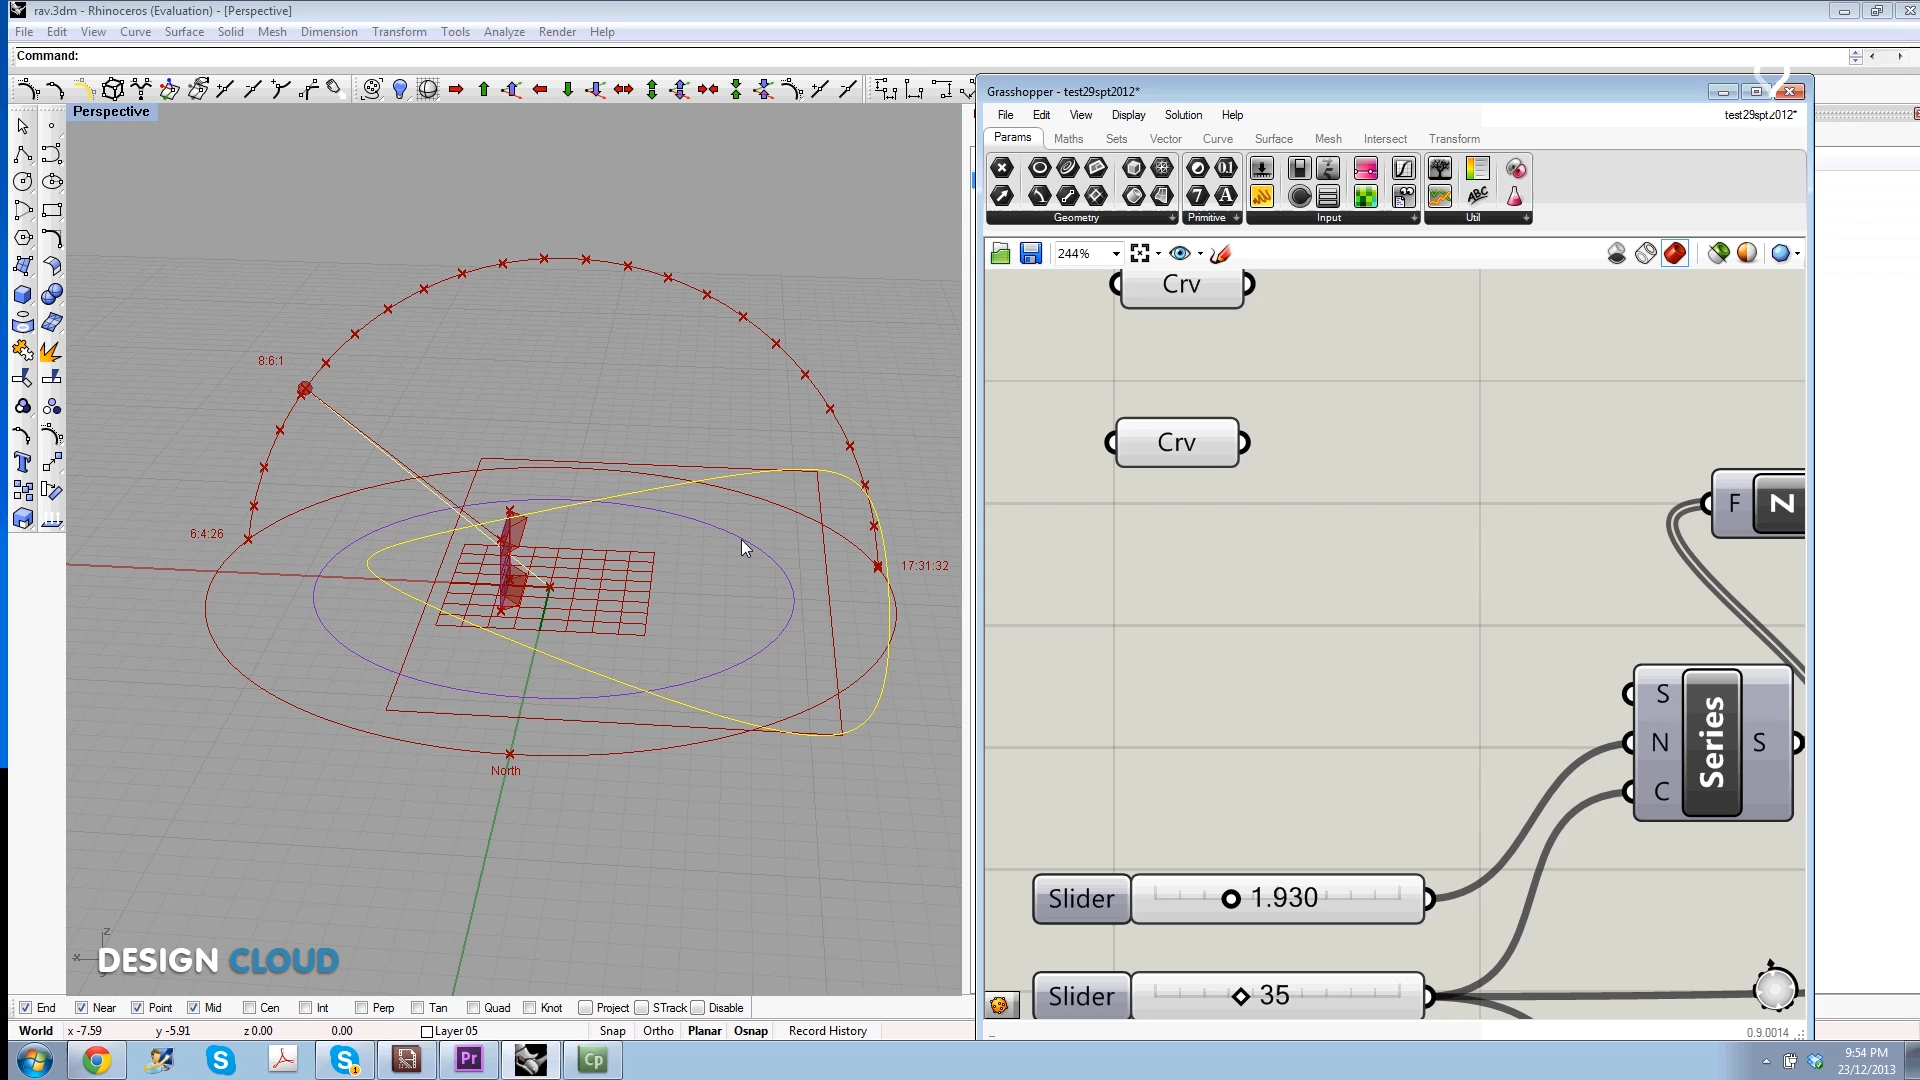 rav.3dm - Rhinoceros (Evaluation) - [Perspective]
File Edit View Curve Surface Solid Mesh Dimension Transform Tools Analyze Render Help
Command:
Perspective
8:6:1
6:4:26
17:31:32
North
z
x
DESIGN CLOUD
End Near Point Mid Cen Int Perp Tan Quad Knot Project STrack Disable
World x -7.59 y -5.91 z 0.00 0.00 Layer 05 Snap Ortho Planar Osnap Record History
Grasshopper - test29spt2012*
File Edit View Display Solution Help
test29spt2012*
Params Maths Sets Vector Curve Surface Mesh Intersect Transform
Geometry Primitive Input Util
244%
Crv
Crv
F N
S
N Series S
C
Slider 1.930
Slider 35
0.9.0014
Pr
Cp
9:54 PM
23/12/2013